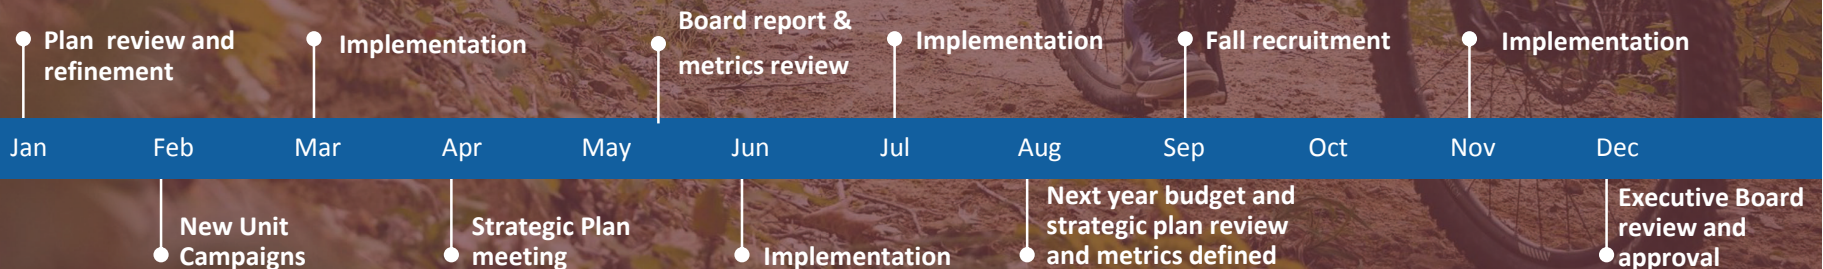 Plan review and
refinement
Implementation
Board report &
metrics review
Implementation
Fall recruitment
Implementation
Jan Feb Mar Apr May Jun Jul Aug Sep Oct Nov Dec
New Unit
Campaigns
Strategic Plan
meeting
Implementation
Next year budget and
strategic plan review
and metrics defined
Executive Board
review and
approval